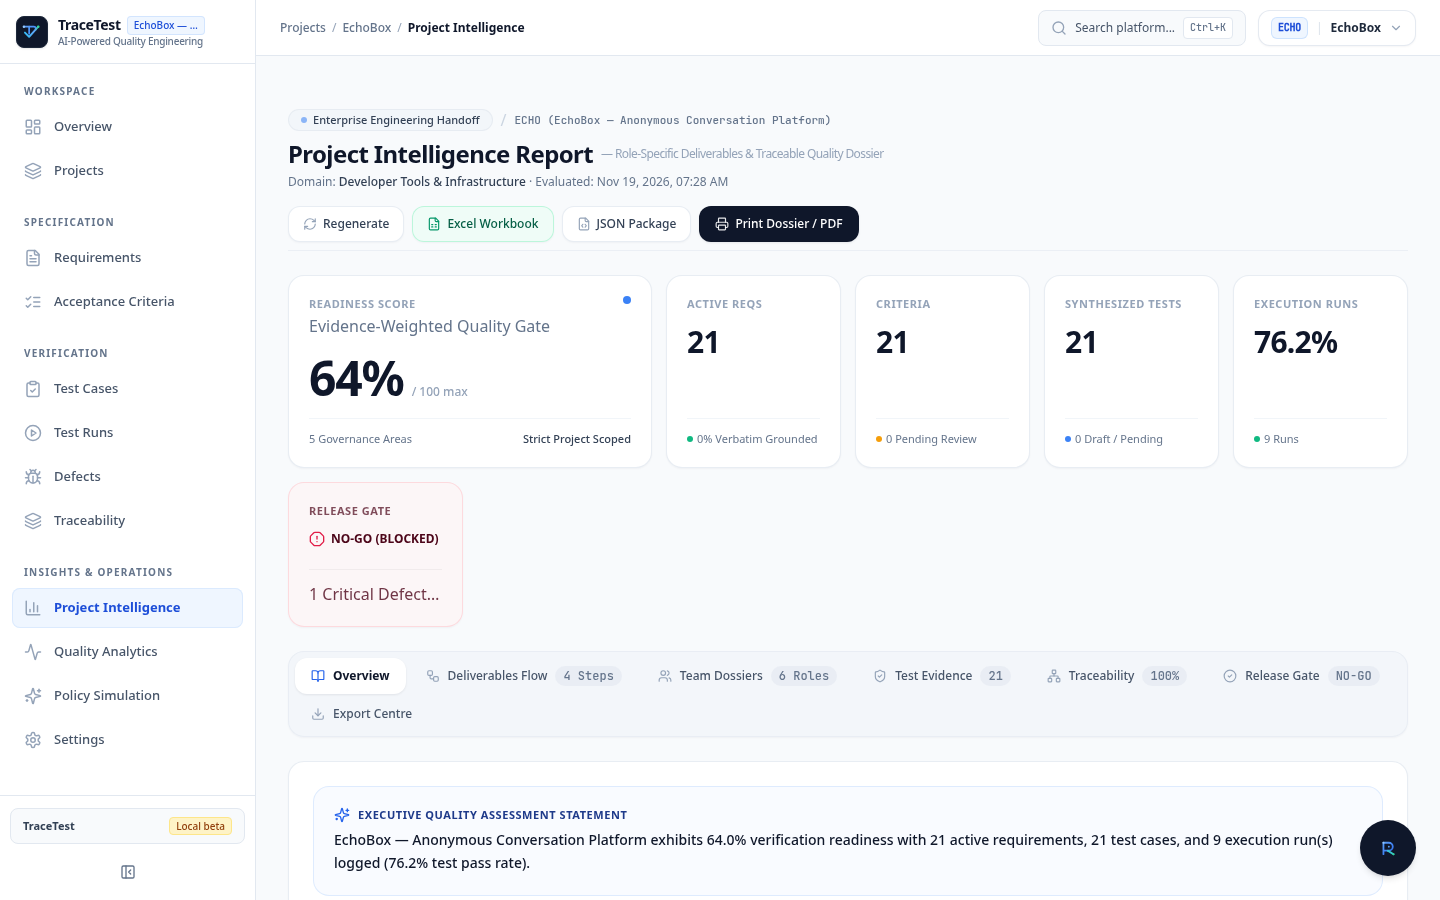 TraceTest EchoBox — ...
AI-Powered Quality Engineering
WORKSPACE
Overview
Projects
SPECIFICATION
Requirements
Acceptance Criteria
VERIFICATION
Test Cases
Test Runs
Defects
Traceability
INSIGHTS & OPERATIONS
Project Intelligence
Quality Analytics
Policy Simulation
Settings
TraceTest Local beta
Projects / EchoBox / Project Intelligence
Search platform... Ctrl+K
ECHO EchoBox
Enterprise Engineering Handoff / ECHO (EchoBox — Anonymous Conversation Platform)
Project Intelligence Report — Role-Specific Deliverables & Traceable Quality Dossier
Domain: Developer Tools & Infrastructure · Evaluated: Nov 19, 2026, 07:28 AM
Regenerate Excel Workbook JSON Package Print Dossier / PDF
READINESS SCORE
Evidence-Weighted Quality Gate
64% / 100 max
5 Governance Areas Strict Project Scoped
ACTIVE REQS
21
0% Verbatim Grounded
CRITERIA
21
0 Pending Review
SYNTHESIZED TESTS
21
0 Draft / Pending
EXECUTION RUNS
76.2%
9 Runs
RELEASE GATE
NO-GO (BLOCKED)
1 Critical Defect...
Overview Deliverables Flow 4 Steps Team Dossiers 6 Roles Test Evidence 21 Traceability 100% Release Gate NO-GO
Export Centre
EXECUTIVE QUALITY ASSESSMENT STATEMENT
EchoBox — Anonymous Conversation Platform exhibits 64.0% verification readiness with 21 active requirements, 21 test cases, and 9 execution run(s)
logged (76.2% test pass rate).